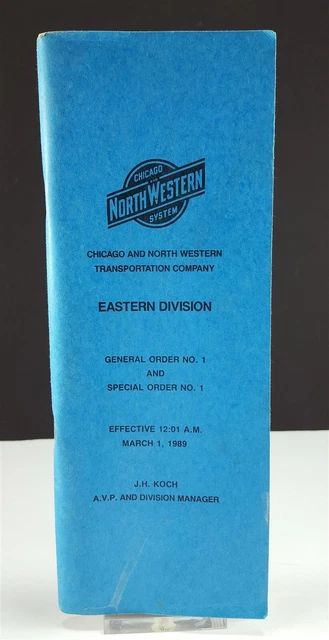 CHICAGO
AND
NORTH WESTERN
SYSTEM
CHICAGO AND NORTH WESTERN
TRANSPORTATION COMPANY
EASTERN DIVISION
GENERAL ORDER NO. 1
AND
SPECIAL ORDER NO. 1
EFFECTIVE 12:01 A.M.
MARCH 1, 1989
J.H. KOCH
A.V.P. AND DIVISION MANAGER